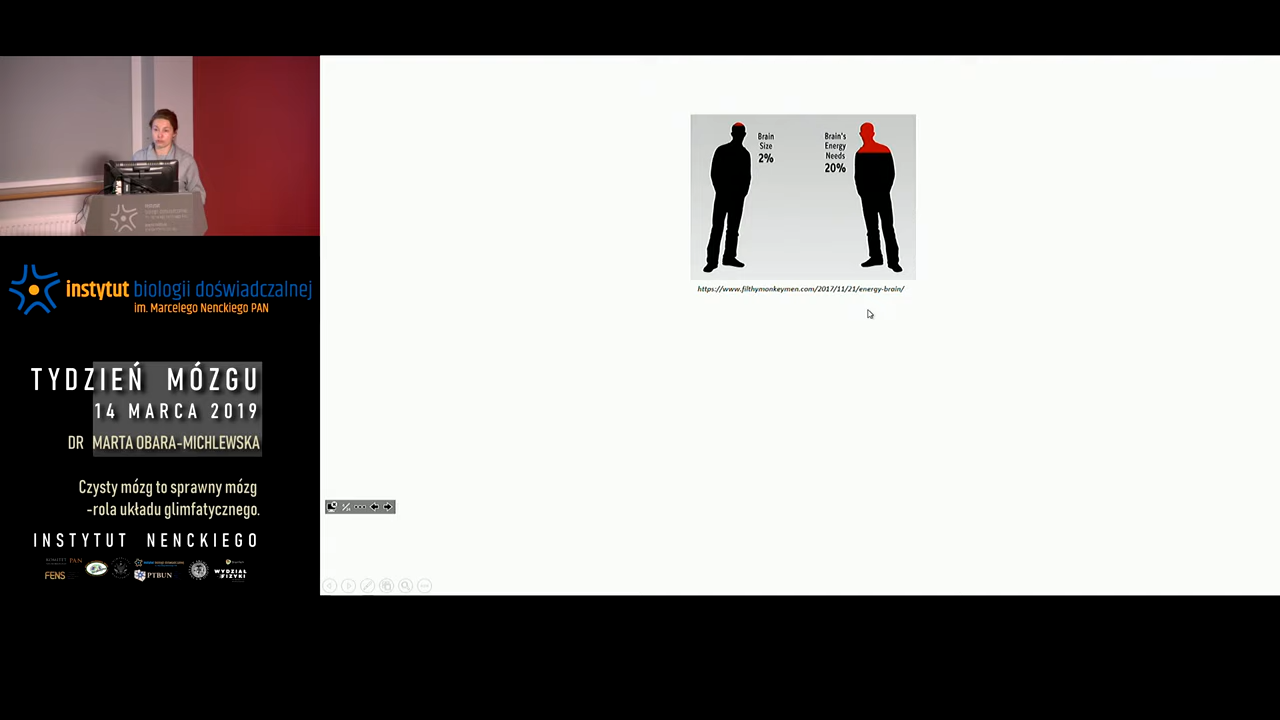 instytut biologii doświadczalnej
im. Marcelego Nenckiego PAN
TYDZIEŃ MÓZGU
14 MARCA 2019
DR MARTA OBARA-MICHLEWSKA
Czysty mózg to sprawny mózg
-rola układu glimfatycznego.
INSTYTUT NENCKIEGO
FENS
PTBUN
WYDZIAŁ
FIZYKI
Brain
Size
2%
Brain's
Energy
Needs
20%
https://www.filthymonkeymen.com/2017/11/21/energy-brain/